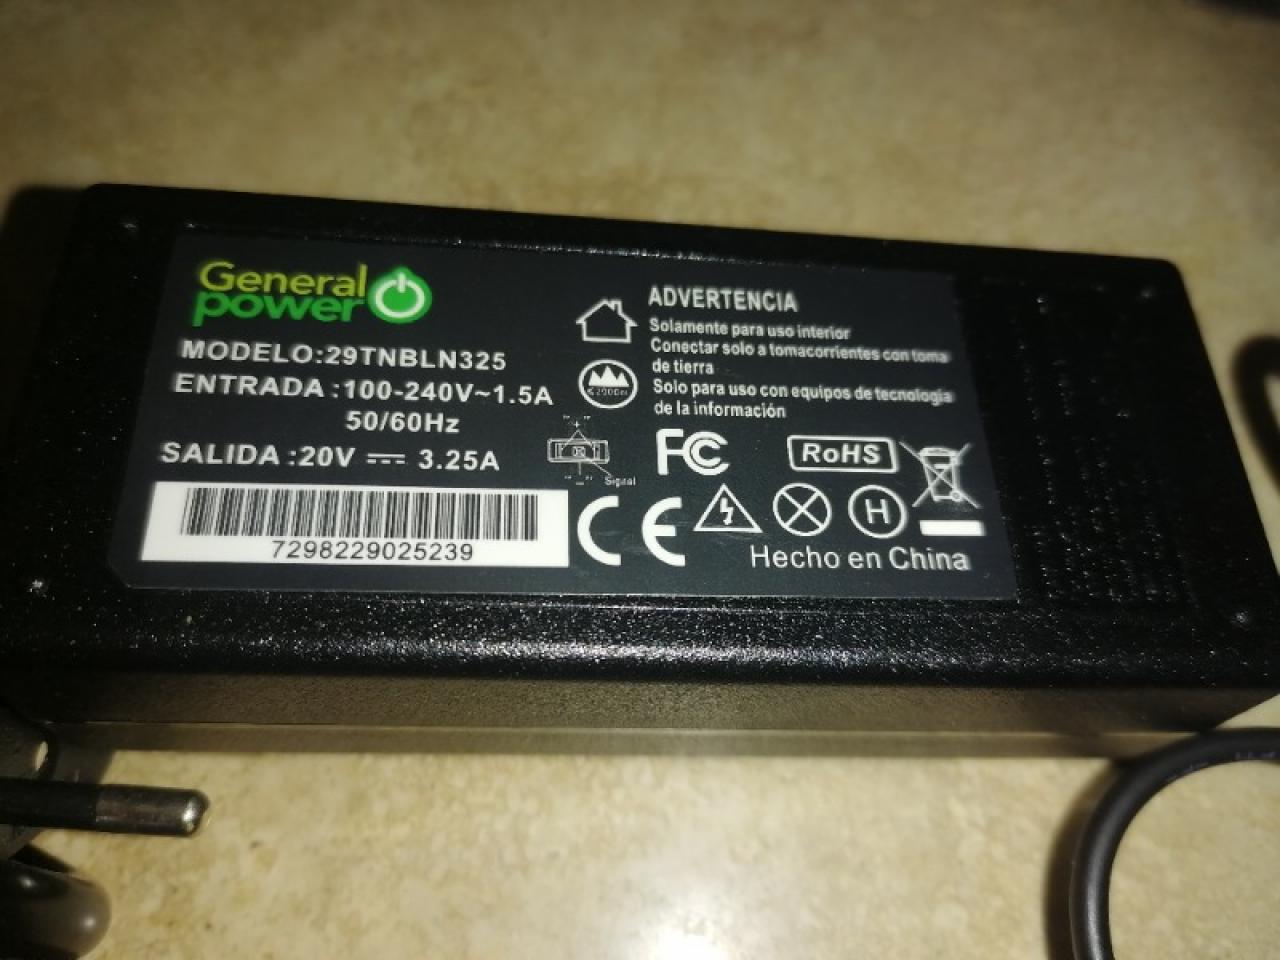 General
power
MODELO:29TNBLN325
ENTRADA :100-240V~1.5A
50/60Hz
SALIDA :20V ⎓ 3.25A
7298229025239
ADVERTENCIA
Solamente para uso interior
Conectar solo a tomacorrientes con toma
de tierra
Solo para uso con equipos de tecnologia
de la información
Signal
FC
RoHS
CE
H
Hecho en China